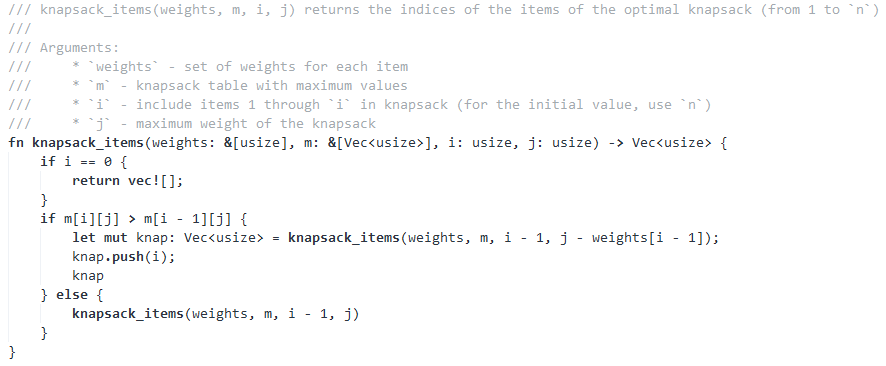 /// knapsack_items(weights, m, i, j) returns the indices of the items of the optimal knapsack (from 1 to `n`)
///
/// Arguments:
///     * `weights` - set of weights for each item
///     * `m` - knapsack table with maximum values
///     * `i` - include items 1 through `i` in knapsack (for the initial value, use `n`)
///     * `j` - maximum weight of the knapsack
fn knapsack_items(weights: &[usize], m: &[Vec<usize>], i: usize, j: usize) -> Vec<usize> {
    if i == 0 {
        return vec![];
    }
    if m[i][j] > m[i - 1][j] {
        let mut knap: Vec<usize> = knapsack_items(weights, m, i - 1, j - weights[i - 1]);
        knap.push(i);
        knap
    } else {
        knapsack_items(weights, m, i - 1, j)
    }
}